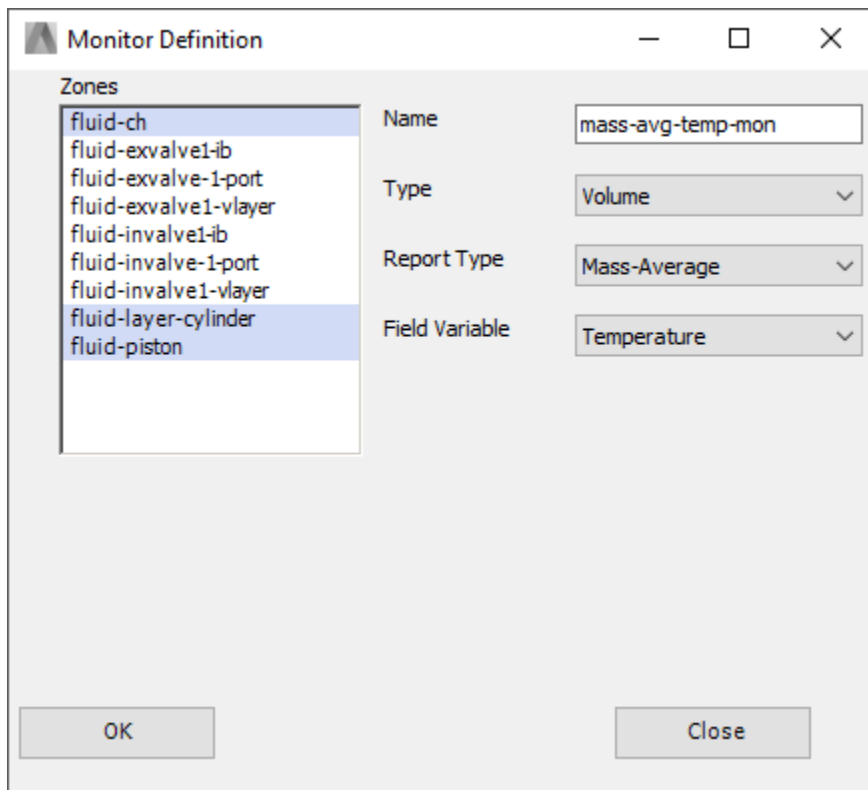 Monitor Definition
Zones
fluid-ch
fluid-exvalve1-ib
fluid-exvalve-1-port
fluid-exvalve1-vlayer
fluid-invalve1-ib
fluid-invalve-1-port
fluid-invalve1-vlayer
fluid-layer-cylinder
fluid-piston
Name
mass-avg-temp-mon
Type
Volume
Report Type
Mass-Average
Field Variable
Temperature
OK
Close